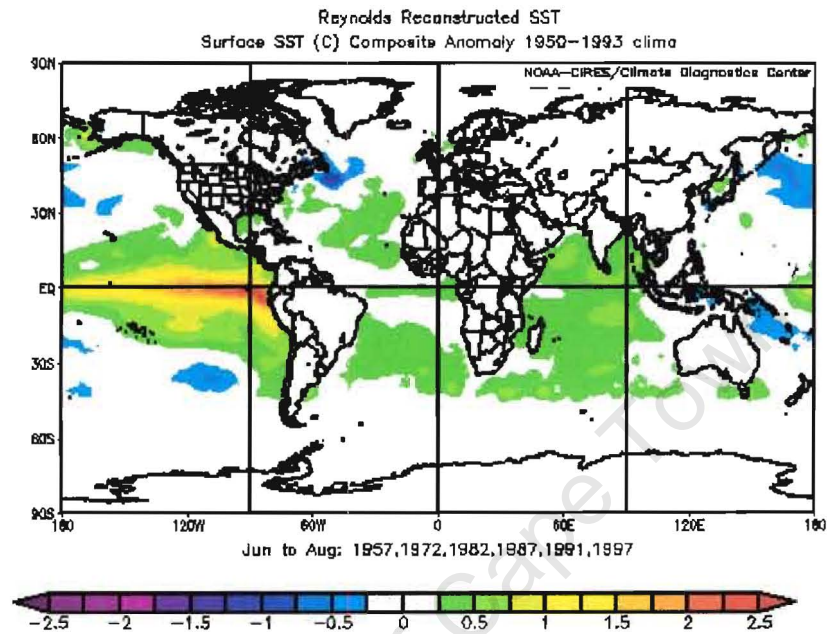 Reynolds Reconstructed SST
Surface SST (C) Composite Anomaly 1950-1993 clima
NOAA-CIRES/Climate Diagnostics Center
90N
60N
30N
EQ
30S
60S
90S
180 120W 60W 0 60E 120E 180
Jun to Aug: 1957,1972,1982,1987,1991,1997
-2.5 -2 -1.5 -1 -0.5 0 0.5 1 1.5 2 2.5
Cape Town